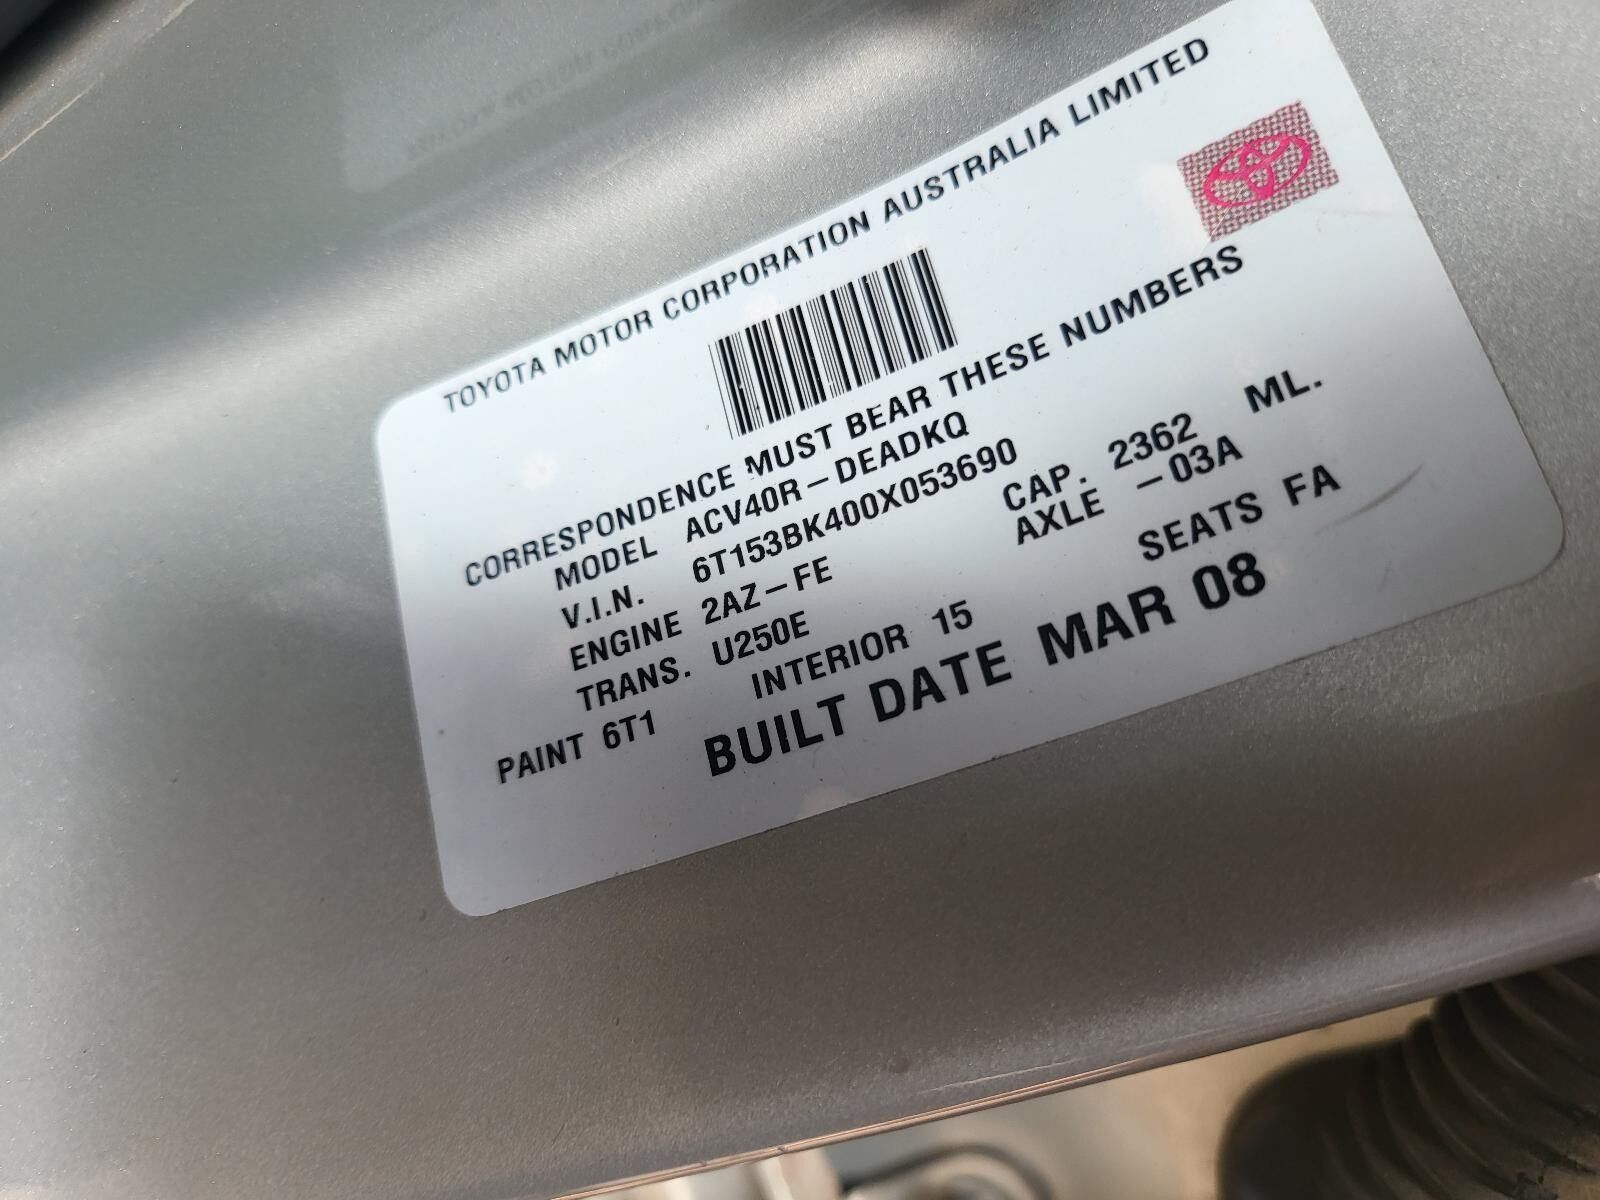 TOYOTA MOTOR CORPORATION AUSTRALIA LIMITED
CORRESPONDENCE MUST BEAR THESE NUMBERS
MODEL ACV40R-DEADKQ
V.I.N. 6T153BK400X053690
ENGINE 2AZ-FE CAP. 2362 ML.
TRANS. U250E AXLE -03A
PAINT 6T1 INTERIOR 15 SEATS FA
BUILT DATE MAR 08